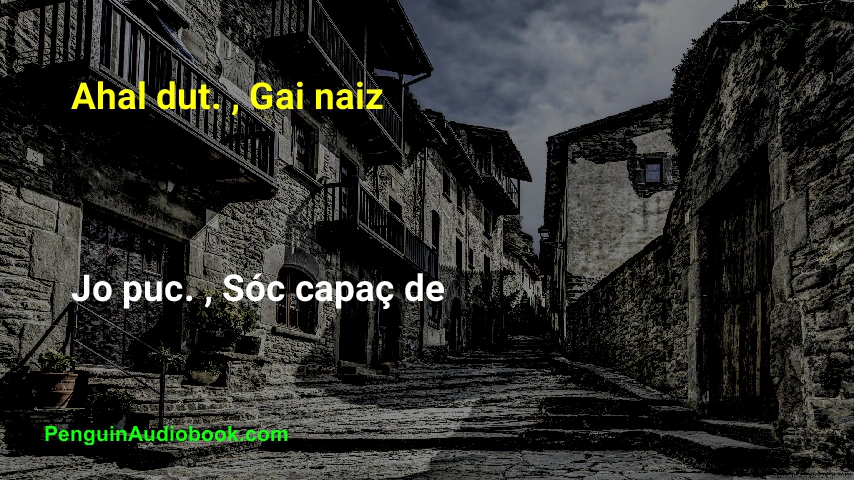 Ahal dut. , Gai naiz
Jo puc. , Sóc capaç de
PenguinAudiobook.com